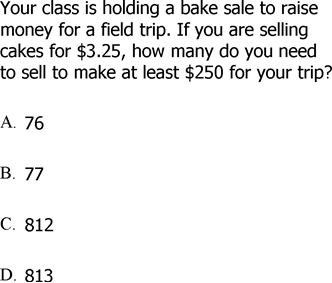 Your class is holding a bake sale to raise
money for a field trip. If you are selling
cakes for $3.25, how many do you need
to sell to make at least $250 for your trip?
A. 76
B. 77
C. 812
D. 813